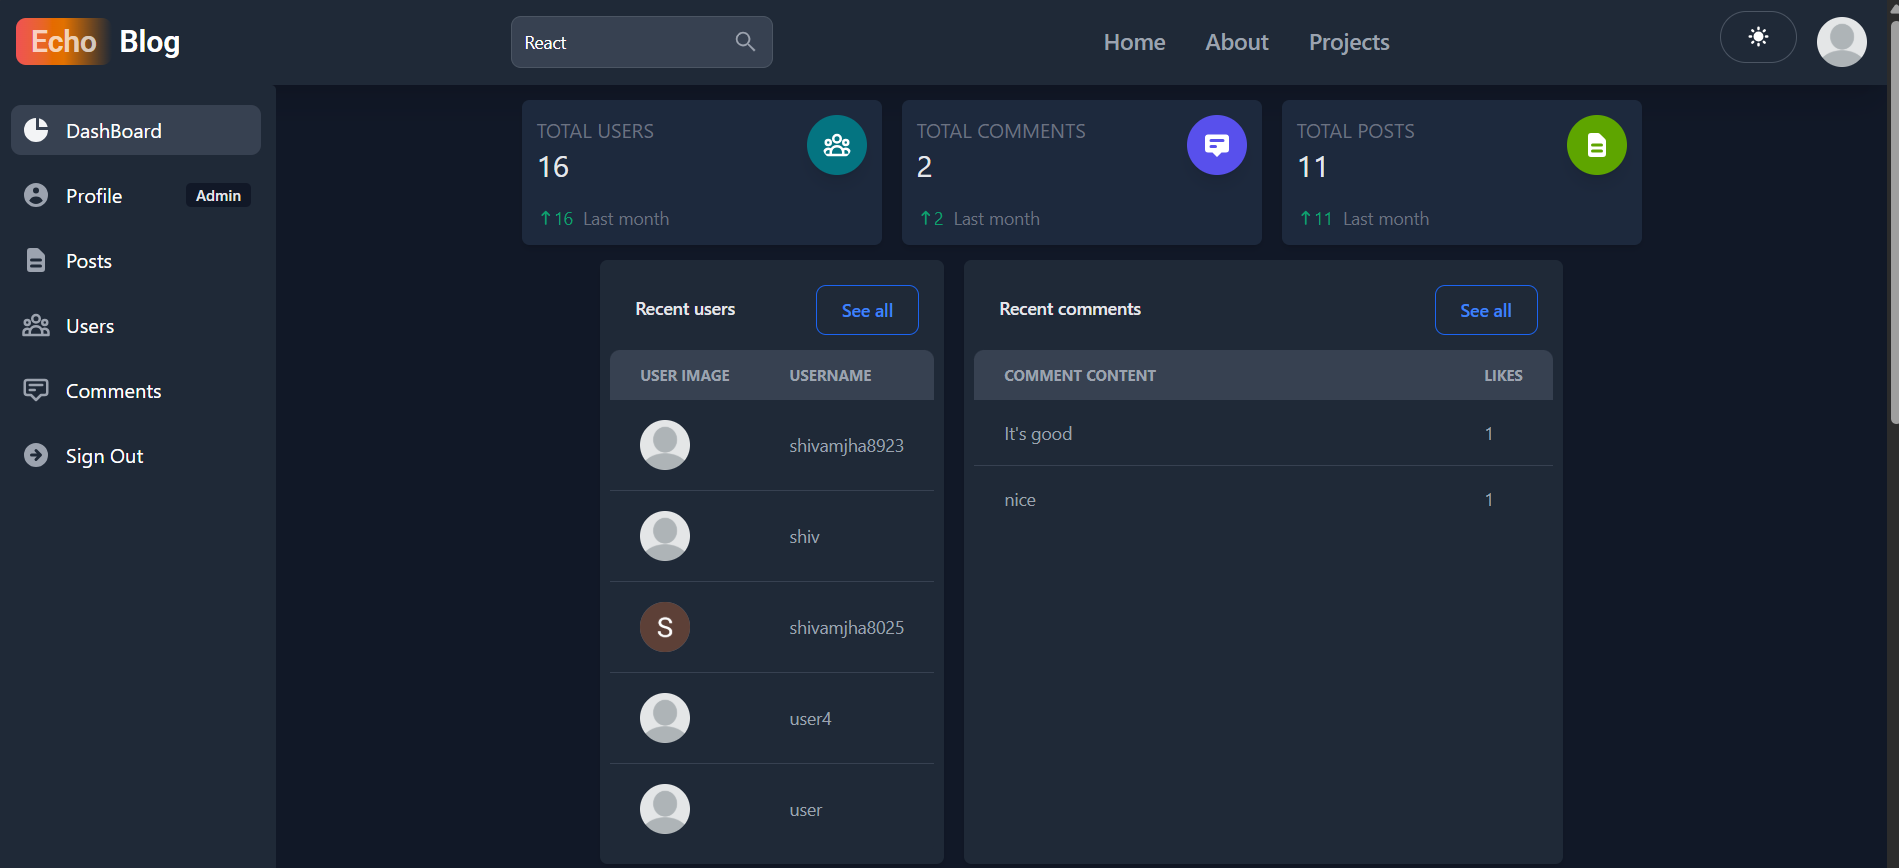 Echo Blog
React
Home About Projects
DashBoard
Profile Admin
Posts
Users
Comments
Sign Out
TOTAL USERS
16
↑16 Last month
TOTAL COMMENTS
2
↑2 Last month
TOTAL POSTS
11
↑11 Last month
Recent users See all
USER IMAGE USERNAME
shivamjha8923
shiv
S shivamjha8025
user4
user
Recent comments See all
COMMENT CONTENT LIKES
It's good 1
nice 1